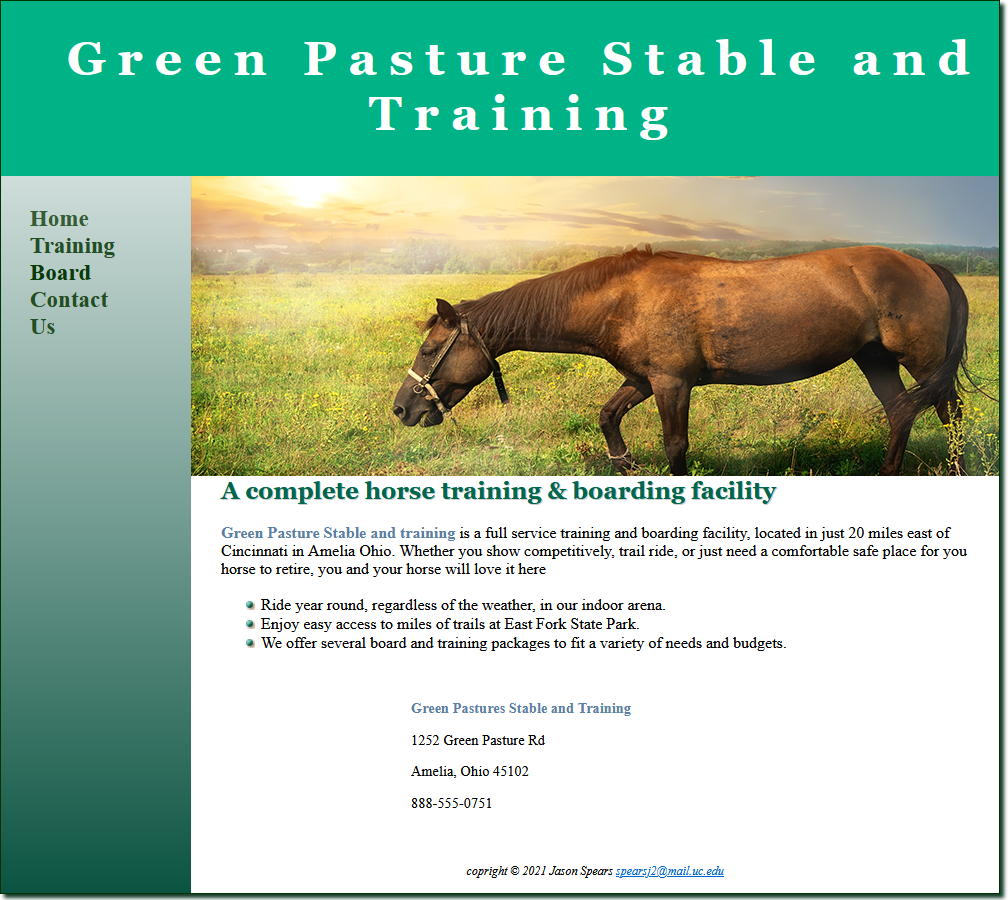 Green Pasture Stable and
Training
Home
Training
Board
Contact
Us
A complete horse training & boarding facility
Green Pasture Stable and training is a full service training and boarding facility, located in just 20 miles east of
Cincinnati in Amelia Ohio. Whether you show competitively, trail ride, or just need a comfortable safe place for you
horse to retire, you and your horse will love it here
Ride year round, regardless of the weather, in our indoor arena.
Enjoy easy access to miles of trails at East Fork State Park.
We offer several board and training packages to fit a variety of needs and budgets.
Green Pastures Stable and Training
1252 Green Pasture Rd
Amelia, Ohio 45102
888-555-0751
copright © 2021 Jason Spears spearsj2@mail.uc.edu